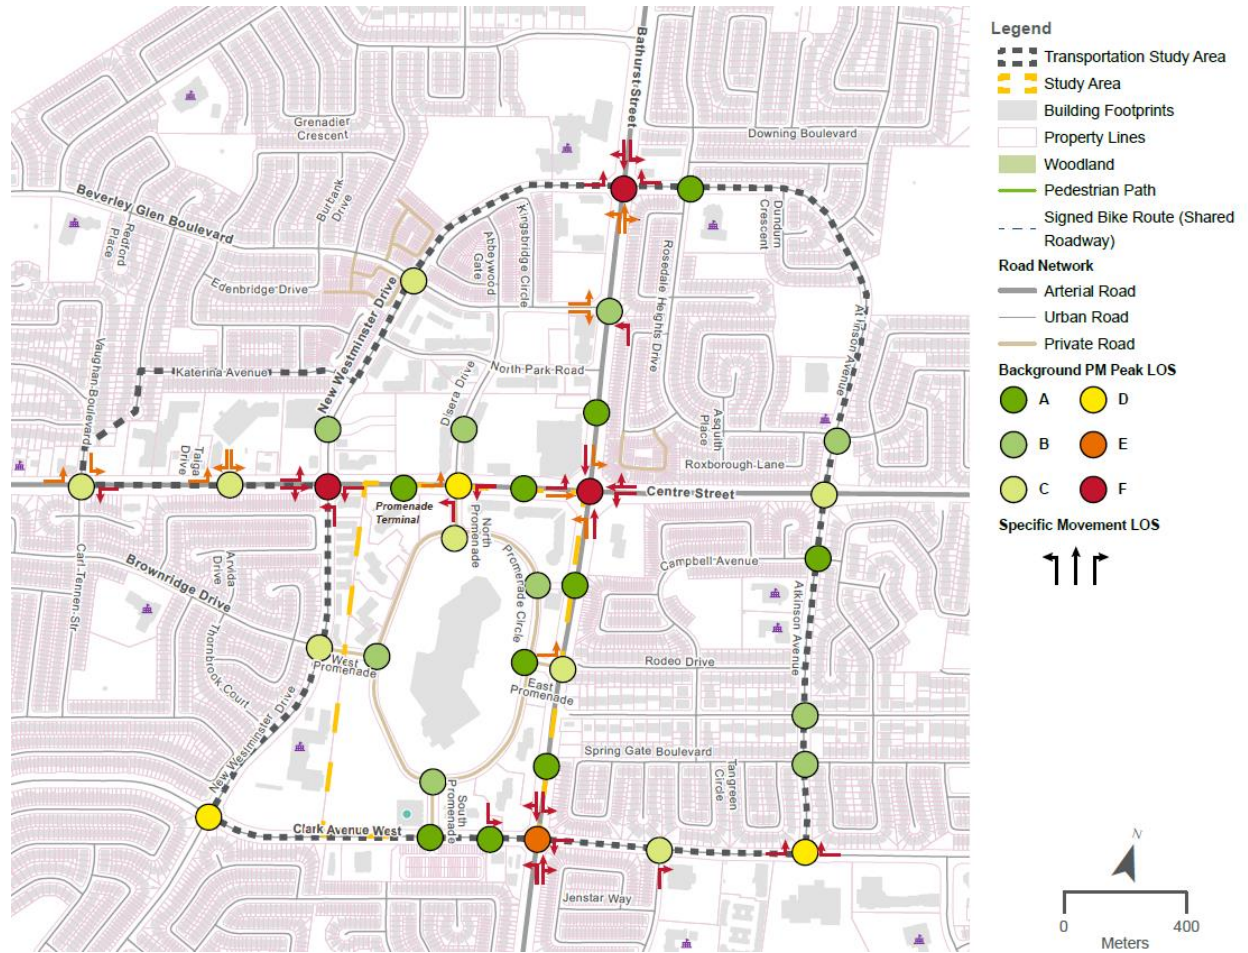 Bathurst Street
Grenadier
Crescent
Downing Boulevard
Beverley Glen Boulevard
Burbank
Drive
Redford
Place
Kingsbridge Circle
Abbeywood
Gate
Dundurn
Crescent
Edenbridge Drive
Rosedale Heights Drive
New Westminster Drive
Atkinson Avenue
Vaughan Boulevard
Katerina Avenue
North Park Road
Disera Drive
Asquith
Place
Taiga
Drive
Roxborough Lane
Centre Street
Promenade
Terminal
North
Promenade
Carl Tennen Str.
Brownridge Drive
Arvida
Drive
Promenade Circle
Campbell Avenue
Atkinson Avenue
Thornbrook Court
West
Promenade
Rodeo Drive
East
Promenade
New Westminster Drive
Spring Gate Boulevard
Tangreen
Circle
South
Promenade
Clark Avenue West
Jenstar Way
Legend
Transportation Study Area
Study Area
Building Footprints
Property Lines
Woodland
Pedestrian Path
Signed Bike Route (Shared
Roadway)
Road Network
Arterial Road
Urban Road
Private Road
Background PM Peak LOS
A D
B E
C F
Specific Movement LOS
N
0 400
Meters